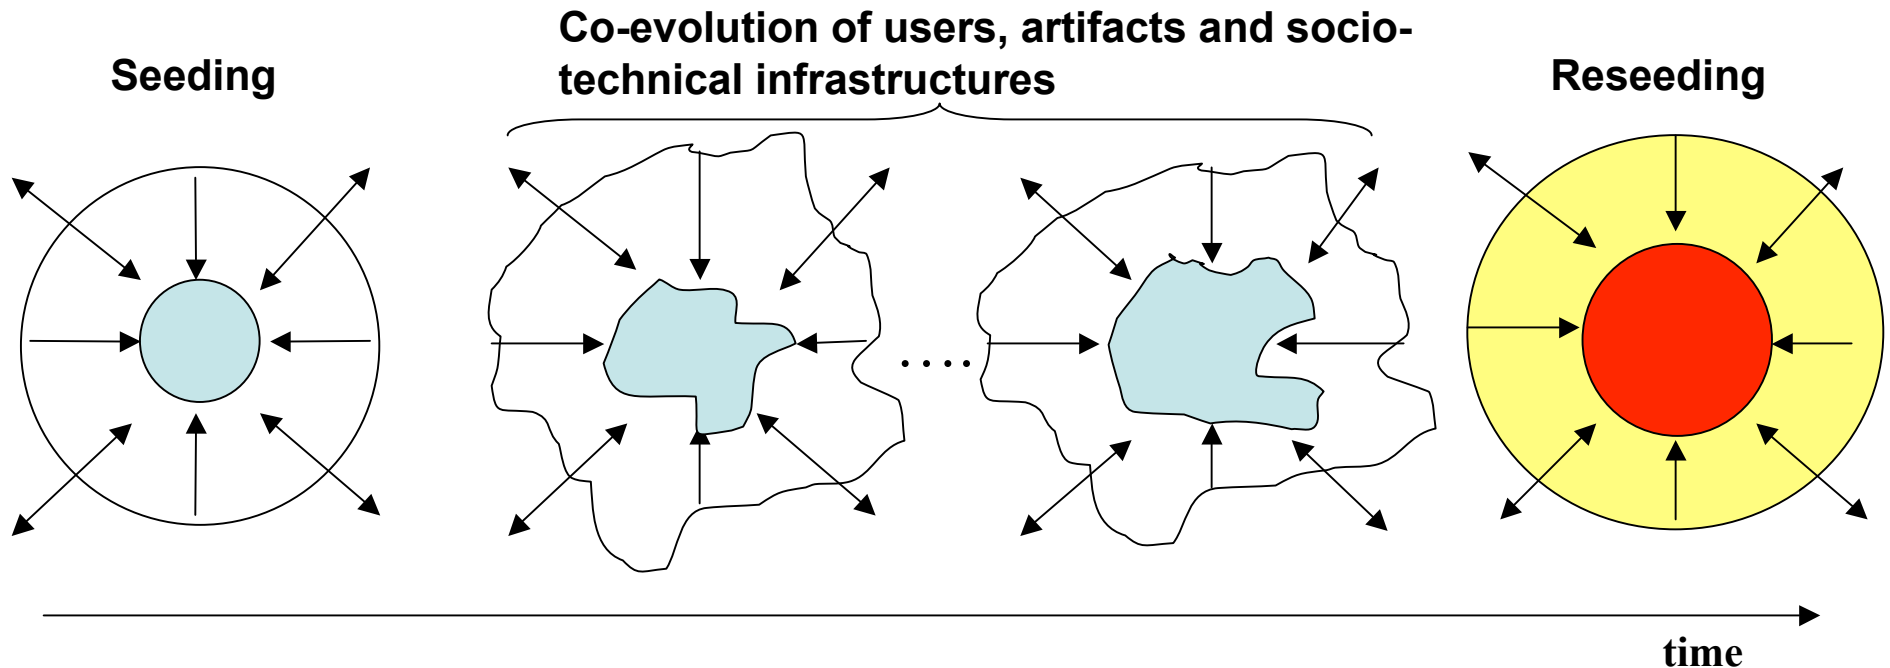 Co-evolution of users, artifacts and socio-
technical infrastructures
Seeding
Reseeding
time